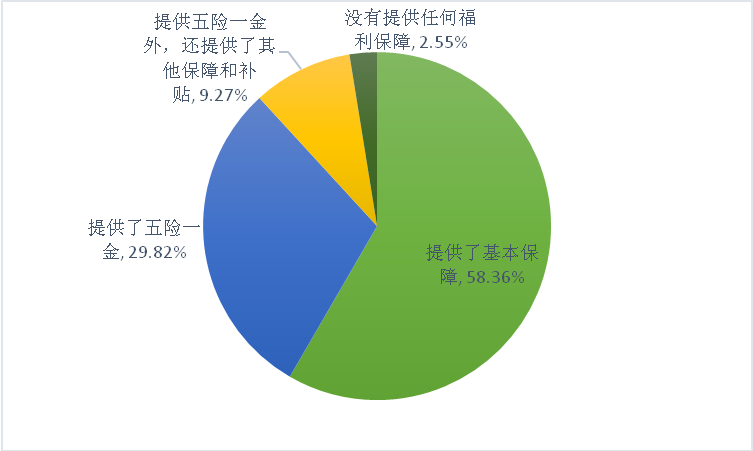 提供五险一金
外，还提供了其
他保障和补
贴, 9.27%
没有提供任何福
利保障, 2.55%
提供了五险一
金, 29.82%
提供了基本保
障, 58.36%